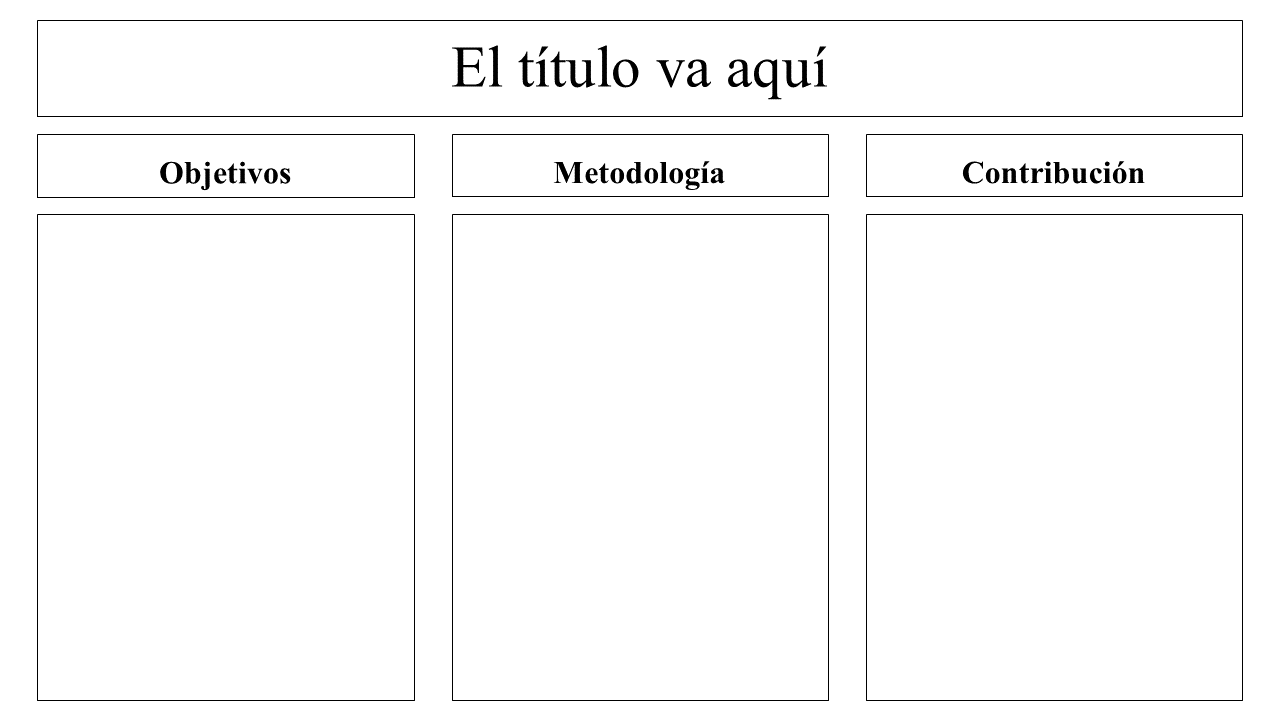 El título va aquí
Objetivos
Metodología
Contribución